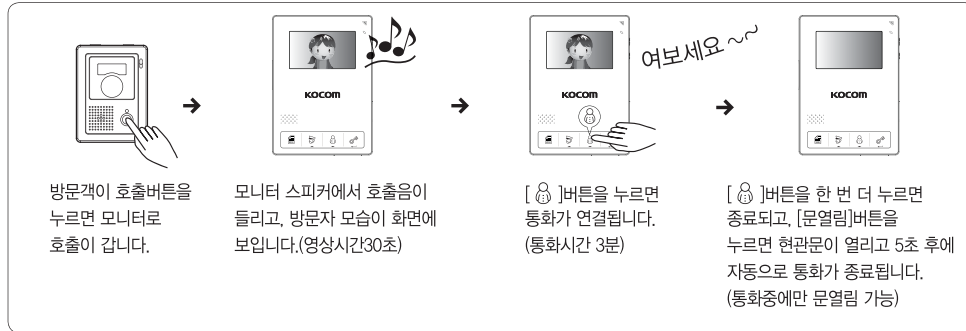 KOCOM
KOCOM
여보세요 ~~
KOCOM
방문객이 호출버튼을
누르면 모니터로
호출이 갑니다.
모니터 스피커에서 호출음이
들리고, 방문자 모습이 화면에
보입니다.(영상시간30초)
[ ]버튼을 누르면
통화가 연결됩니다.
(통화시간 3분)
[ ]버튼을 한 번 더 누르면
종료되고, [문열림]버튼을
누르면 현관문이 열리고 5초 후에
자동으로 통화가 종료됩니다.
(통화중에만 문열림 가능)